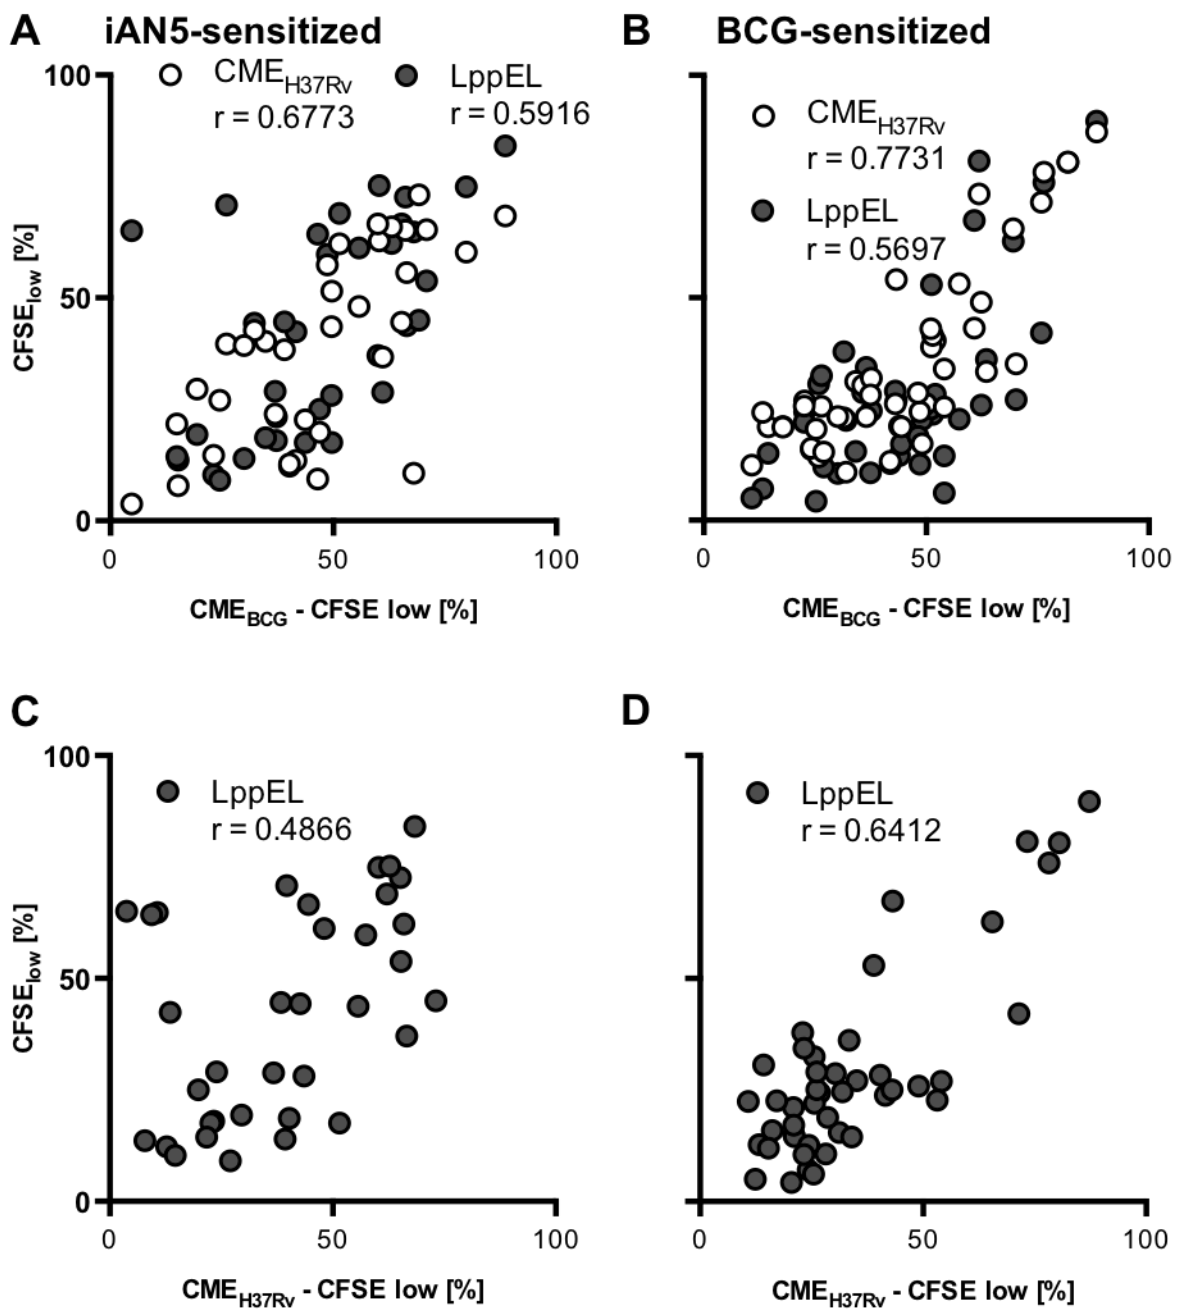 A iAN5-sensitized
CMEH37Rv LppEL
r = 0.6773 r = 0.5916
100
50
0
CFSElow [%]
0 50 100
CMEBCG - CFSE low [%]
B BCG-sensitized
CMEH37Rv
r = 0.7731
LppEL
r = 0.5697
0 50 100
CMEBCG - CFSE low [%]
C
LppEL
r = 0.4866
100
50
0
CFSElow [%]
0 50 100
CMEH37Rv - CFSE low [%]
D
LppEL
r = 0.6412
0 50 100
CMEH37Rv - CFSE low [%]